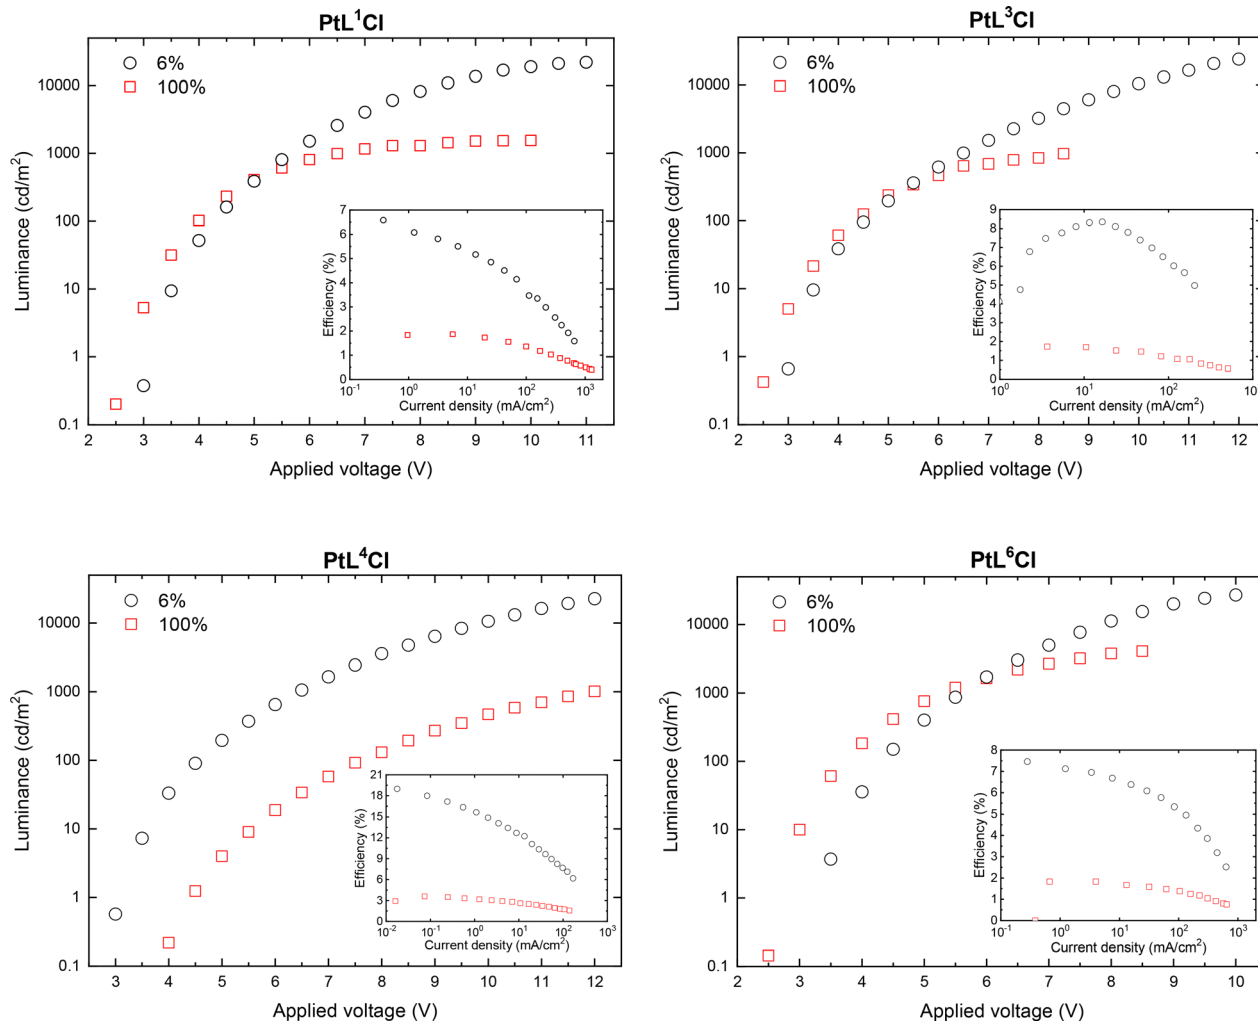 PtL¹Cl
6%
100%
Luminance (cd/m²)
10000
1000
100
10
1
0.1
2 3 4 5 6 7 8 9 10 11
Applied voltage (V)
Efficiency (%)
7
6
5
4
3
2
1
0
10⁻¹ 10⁰ 10¹ 10² 10³
Current density (mA/cm²)
PtL³Cl
6%
100%
Luminance (cd/m²)
10000
1000
100
10
1
0.1
2 3 4 5 6 7 8 9 10 11 12
Applied voltage (V)
Efficiency (%)
9
8
7
6
5
4
3
2
1
0
10⁰ 10¹ 10² 10
Current density (mA/cm²)
PtL⁴Cl
6%
100%
Luminance (cd/m²)
10000
1000
100
10
1
0.1
3 4 5 6 7 8 9 10 11 12
Applied voltage (V)
Efficiency (%)
21
18
15
12
9
6
3
0
10⁻² 10⁻¹ 10⁰ 10¹ 10² 10³
Current density (mA/cm²)
PtL⁶Cl
6%
100%
Luminance (cd/m²)
10000
1000
100
10
1
0.1
2 3 4 5 6 7 8 9 10
Applied voltage (V)
Efficiency (%)
8
7
6
5
4
3
2
1
0
10⁻¹ 10⁰ 10¹ 10² 10³
Current density (mA/cm²)